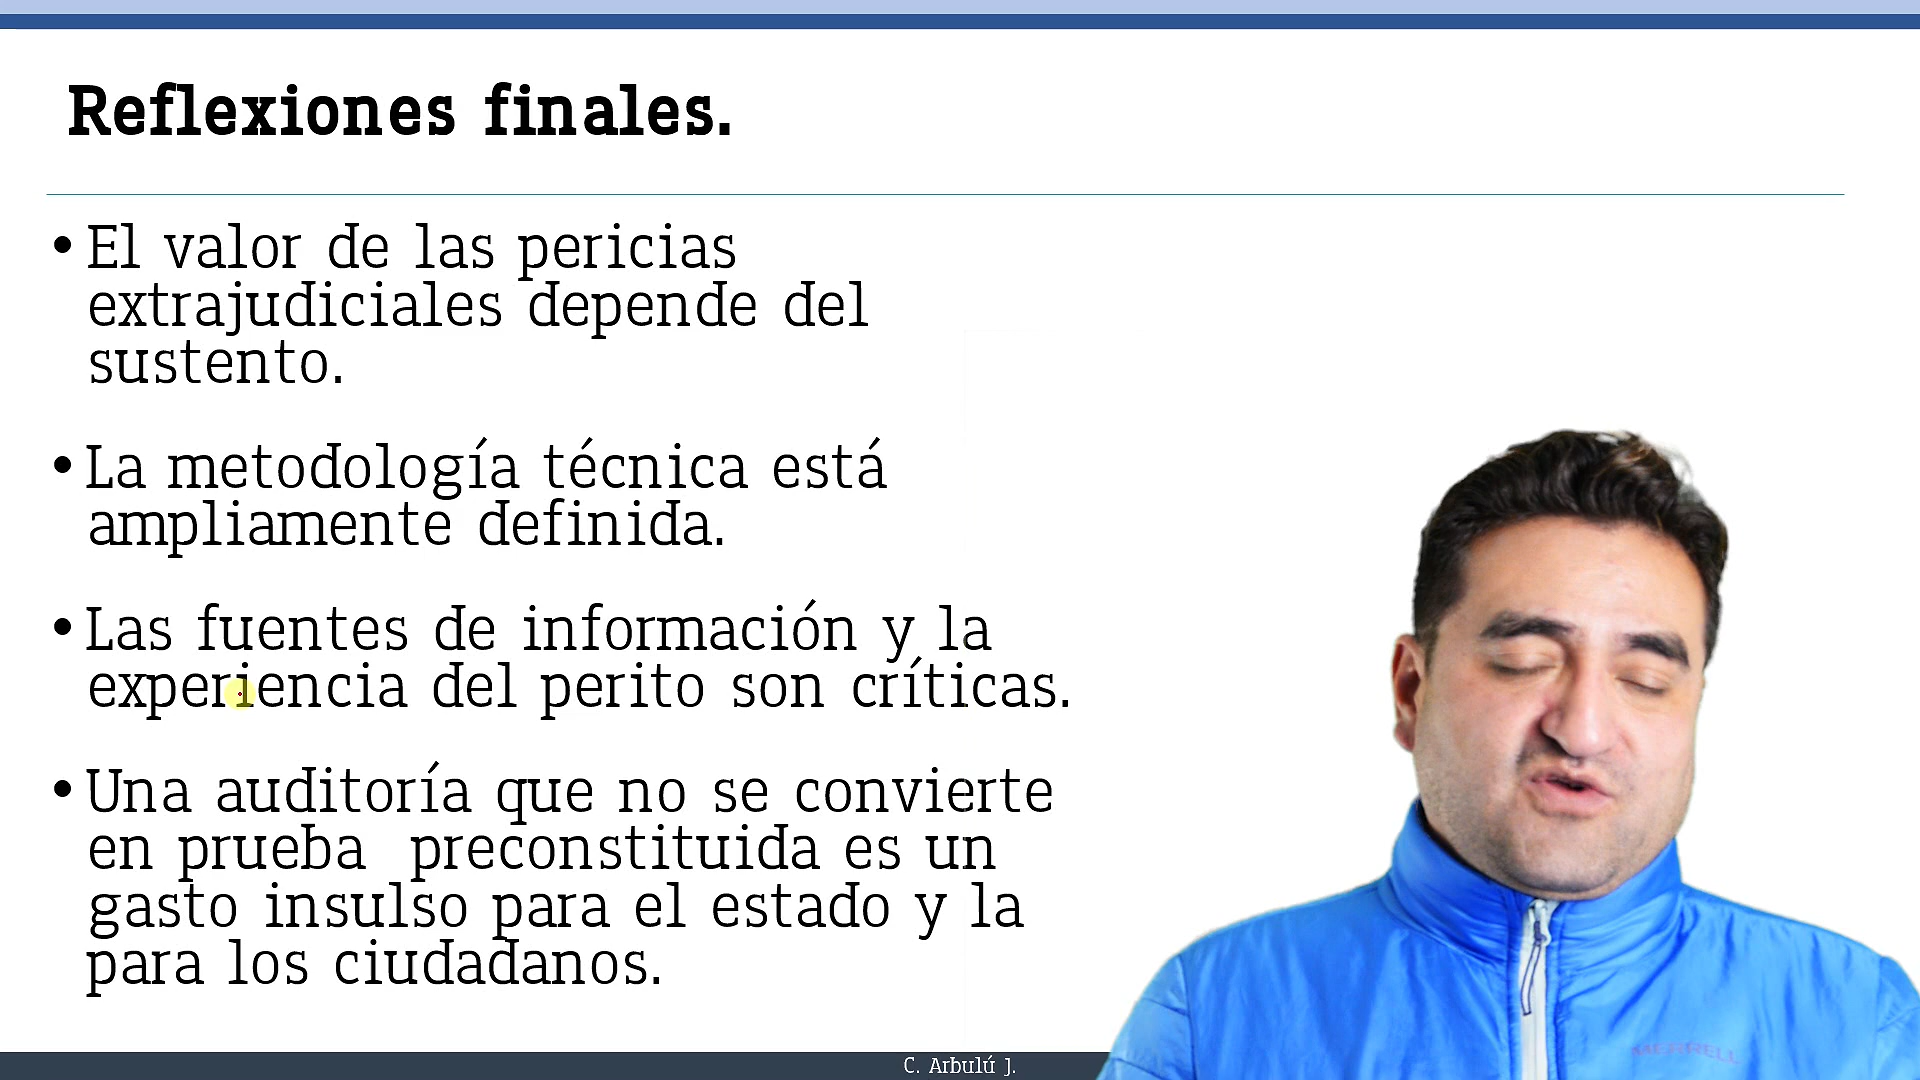 Reflexiones finales.
• El valor de las pericias
extrajudiciales depende del
sustento.
• La metodología técnica está
ampliamente definida.
• Las fuentes de información y la
experiencia del perito son críticas.
• Una auditoría que no se convierte
en prueba preconstituida es un
gasto insulso para el estado y la
para los ciudadanos.
MERRELL
C. Arbulú J.